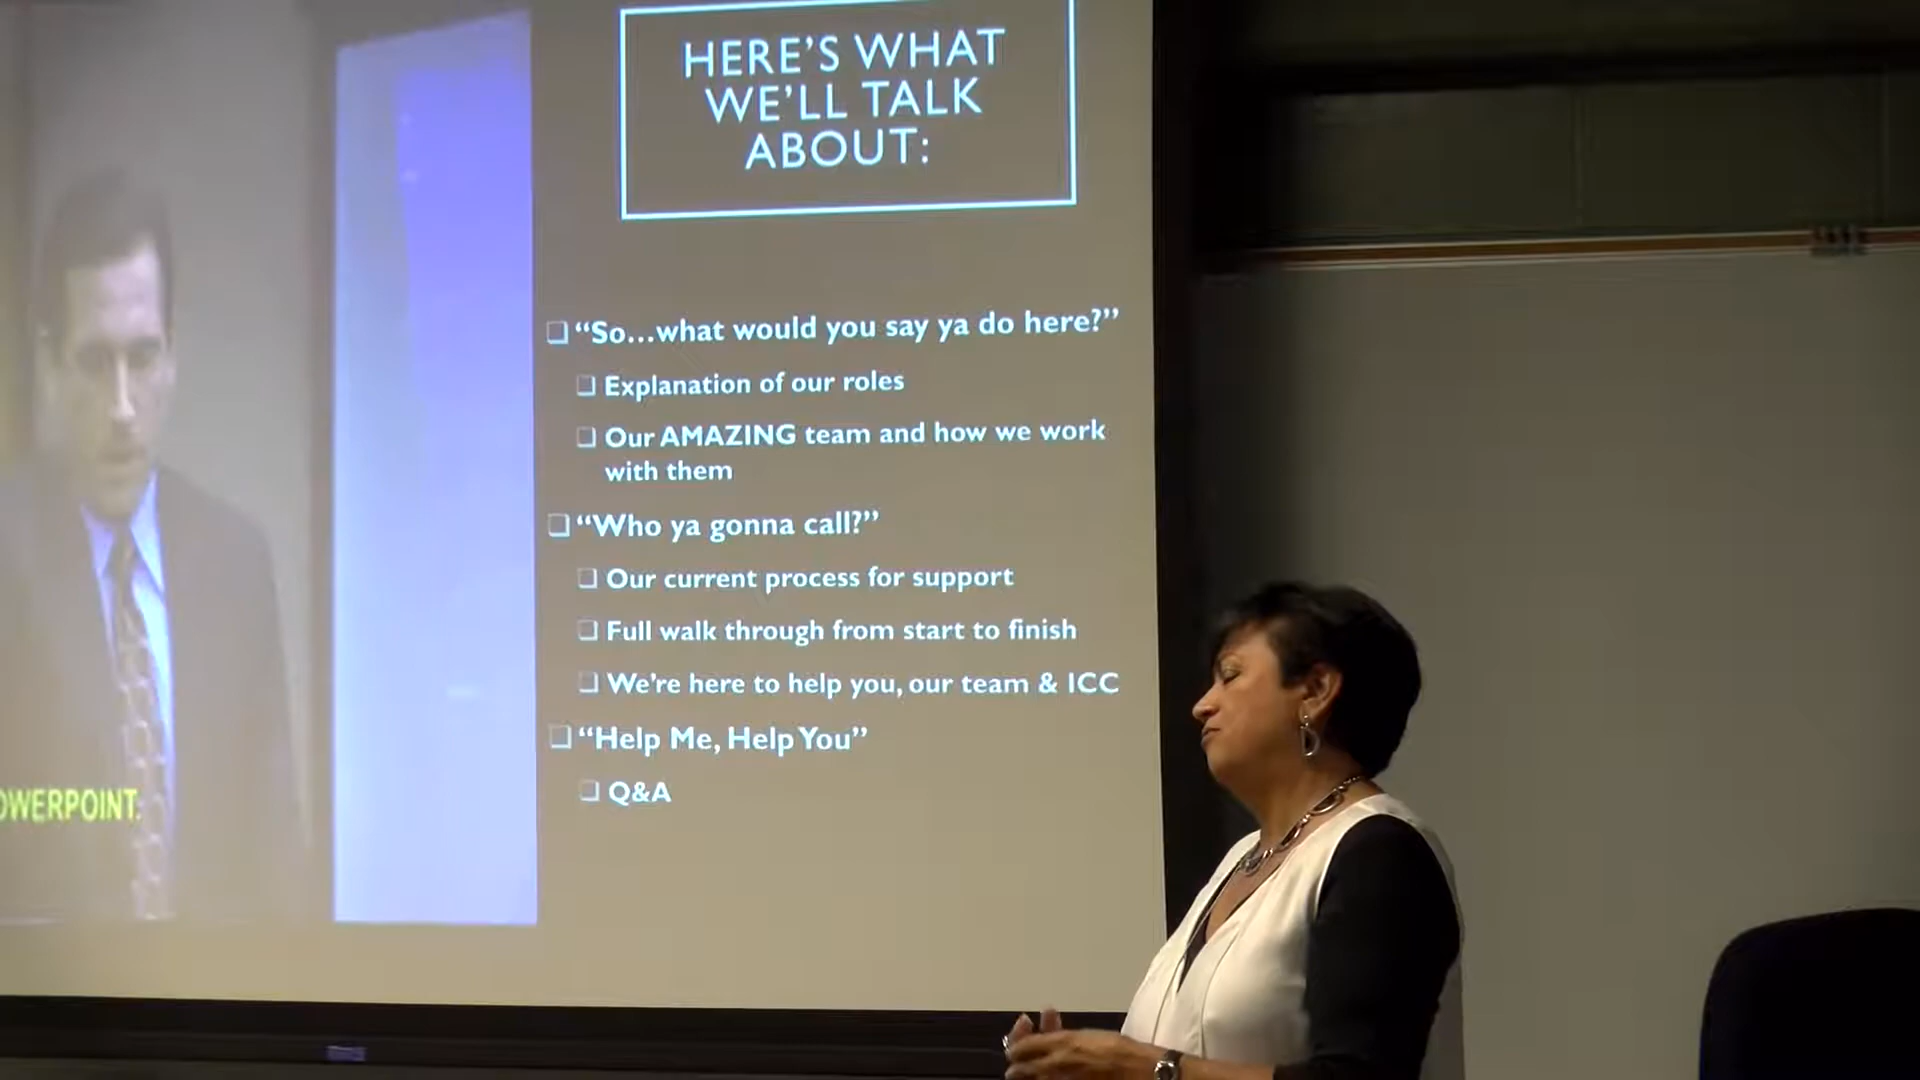 HERE'S WHAT
WE'LL TALK
ABOUT:
❑ “So...what would you say ya do here?”
❑ Explanation of our roles
❑ Our AMAZING team and how we work
with them
❑ “Who ya gonna call?”
❑ Our current process for support
❑ Full walk through from start to finish
❑ We're here to help you, our team & ICC
❑ “Help Me, Help You”
❑ Q&A
OWERPOINT.